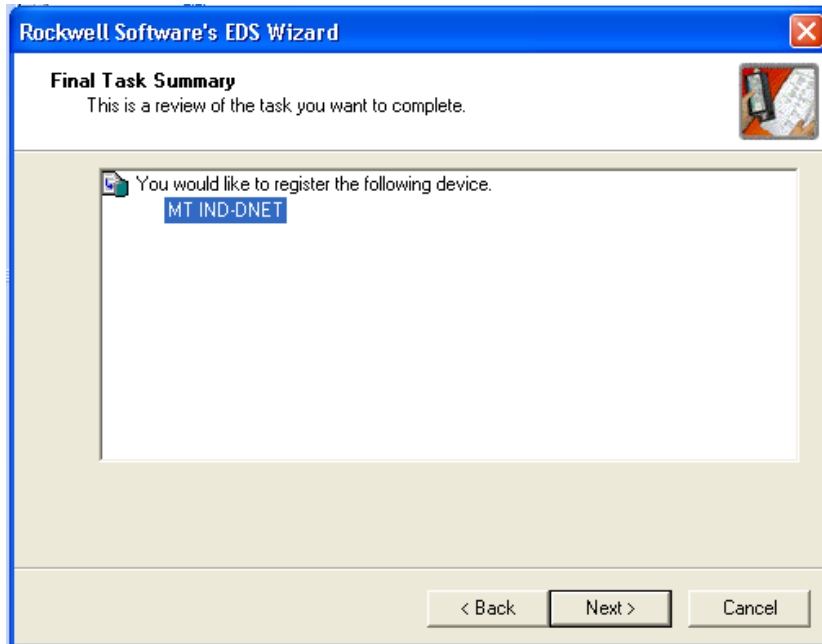 Rockwell Software's EDS Wizard
Final Task Summary
This is a review of the task you want to complete.
You would like to register the following device.
MT IND-DNET
< Back
Next >
Cancel